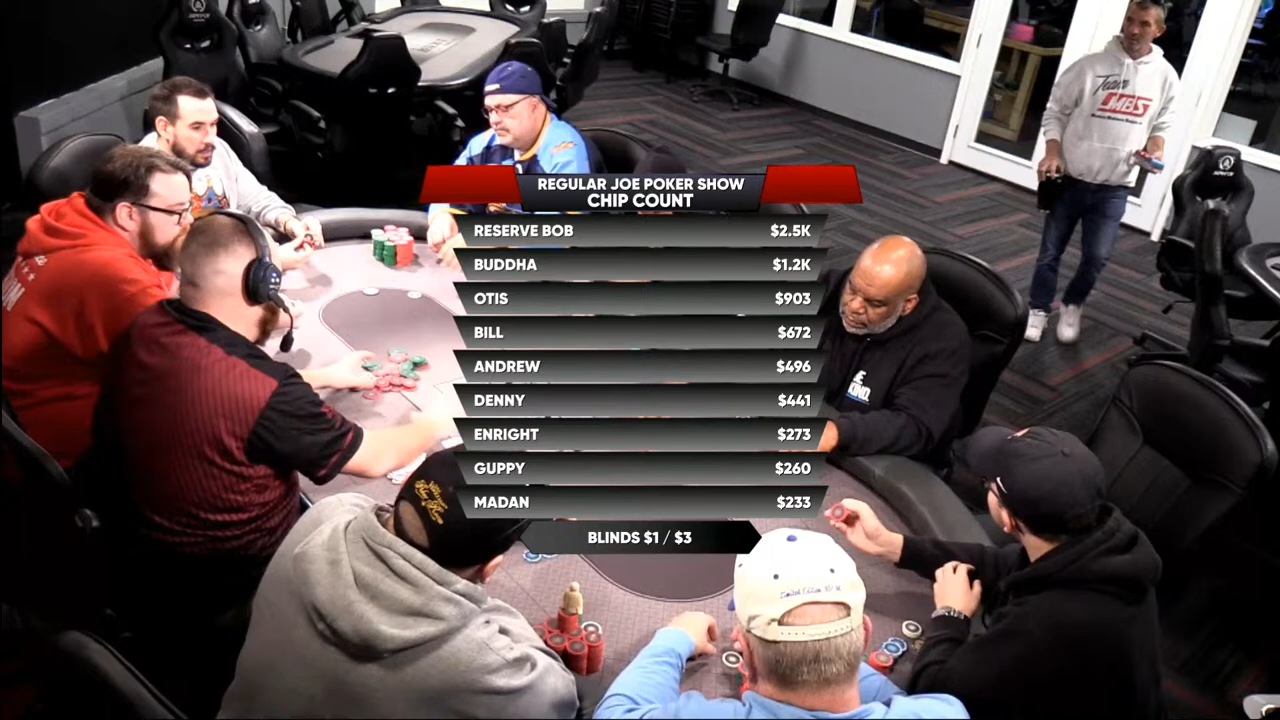 Team
MBS
REGULAR JOE POKER SHOW
CHIP COUNT
RESERVE BOB $2.5K
BUDDHA $1.2K
OTIS $903
BILL $672
ANDREW $496
DENNY $441
ENRIGHT $273
GUPPY $260
MADAN $233
BLINDS $1 / $3
KIND.